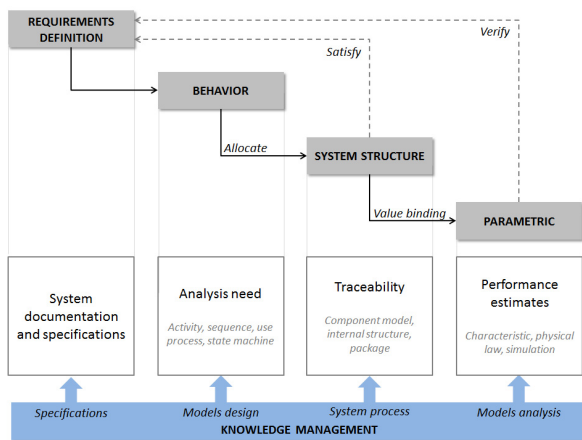 REQUIREMENTS
DEFINITION
Verify
Satisfy
BEHAVIOR
Allocate
SYSTEM STRUCTURE
Value binding
PARAMETRIC
System
documentation
and specifications
Analysis need
Activity, sequence, use
process, state machine
Traceability
Component model,
internal structure,
package
Performance
estimates
Characteristic, physical
law, simulation
Specifications
Models design
System process
Models analysis
KNOWLEDGE MANAGEMENT